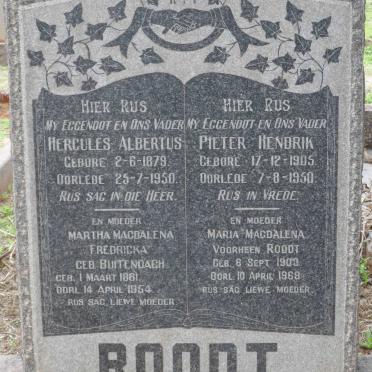 Hier Rus
My Eggenoot en Ons Vader
Hercules Albertus
Gebore 2-6-1879.
Oorlede 25-7-1950.
Rus sag in die Heer.
en moeder
Martha Magdalena
Fredricka
geb Buitendach
geb. 1 Maart 1861.
oorl 14 April 1954.
rus sag, liewe moeder
Hier Rus
My Eggenoot en Ons Vader
Pieter Hendrik
Gebore 17-12-1905.
Oorlede 7-8-1950.
Rus in Vrede.
en moeder
Maria Magdalena
Voorheen Roodt
Geb. 6 Sept. 1903.
Oorl 10 April 1968
rus sag liewe moeder.
ROODT